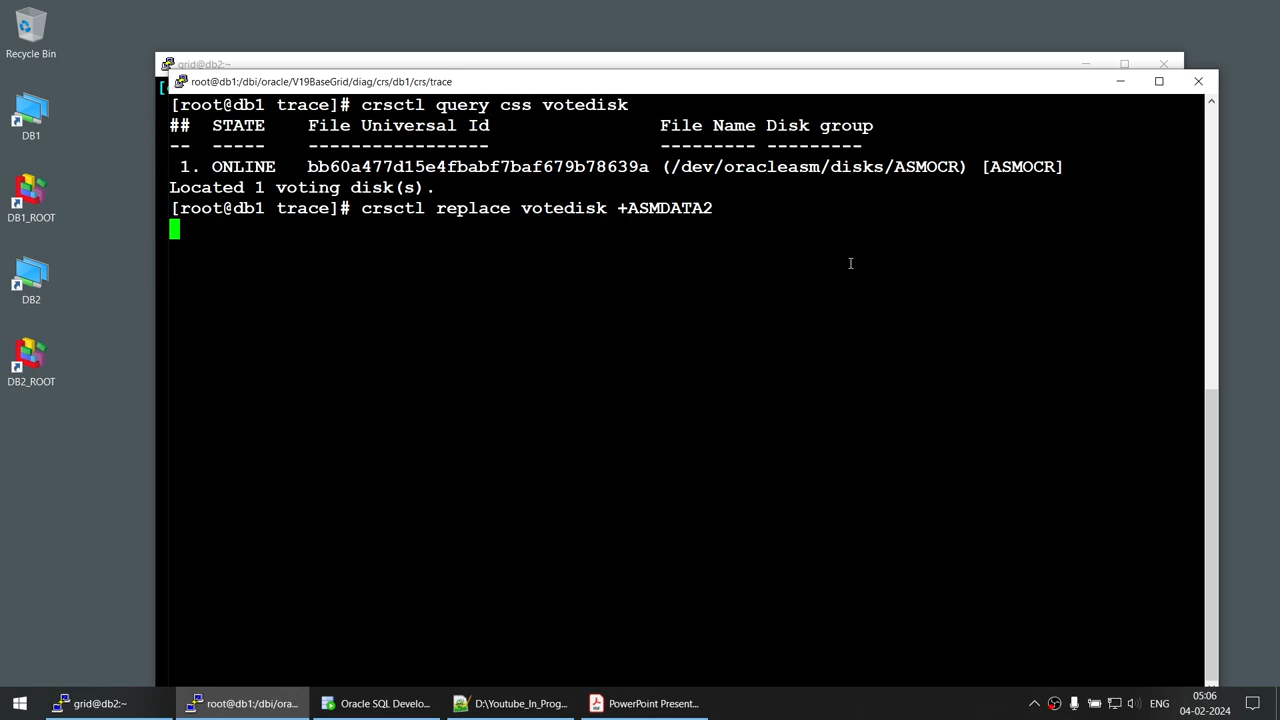 Recycle Bin
DB1
DB1_ROOT
DB2
DB2_ROOT
grid@db2:~
root@db1:/dbi/oracle/V19BaseGrid/diag/crs/db1/crs/trace
[root@db1 trace]# crsctl query css votedisk
## STATE File Universal Id File Name Disk group
-- ----- ----------------- --------- ---------
1. ONLINE bb60a477d15e4fbabf7baf679b78639a (/dev/oracleasm/disks/ASMOCR) [ASMOCR]
Located 1 voting disk(s).
[root@db1 trace]# crsctl replace votedisk +ASMDATA2
grid@db2:~
root@db1:/dbi/ora...
Oracle SQL Develo...
D:\Youtube_In_Prog...
PowerPoint Present...
ENG
05:06
04-02-2024